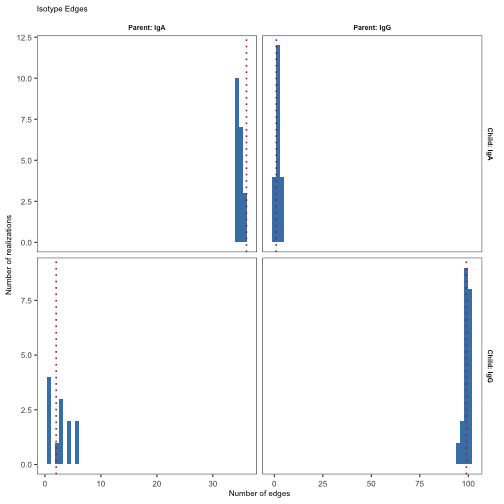 Isotype Edges
Parent: IgA
Parent: IgG
12.5
10.0
7.5
5.0
2.5
0.0
Child: IgA
Number of realizations
7.5
5.0
2.5
0.0
Child: IgG
0 10 20 30
0 25 50 75 100
Number of edges